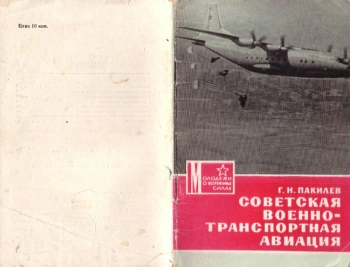 Цена 10 коп.
МОЛОДЕЖИ
О ВООРУЖЕННЫХ
СИЛАХ
Г. Н. ПАКИЛЕВ
СОВЕТСКАЯ
ВОЕННО-
ТРАНСПОРТНАЯ
АВИАЦИЯ